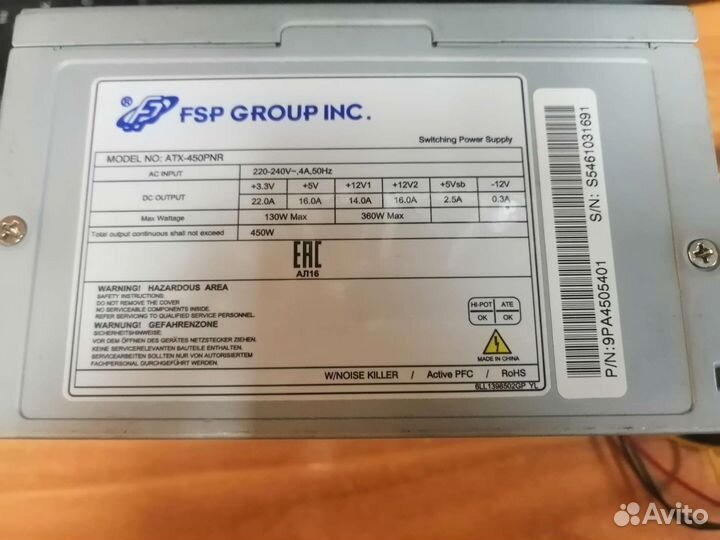 ® FSP GROUP INC.
Switching Power Supply
MODEL NO: ATX-450PNR
AC INPUT 220-240V~,4A,50Hz
DC OUTPUT +3.3V +5V +12V1 +12V2 +5Vsb -12V
22.0A 16.0A 14.0A 16.0A 2.5A 0.3A
Max Wattage 130W Max 360W Max
Total output continuous shall not exceed 450W
EAC
АЛ16
WARNING! HAZARDOUS AREA
SAFETY INSTRUCTIONS:
DO NOT REMOVE THE COVER
NO SERVICEABLE COMPONENTS INSIDE.
REFER SERVICING TO QUALIFIED SERVICE PERSONNEL.
WARNUNG! GEFAHRENZONE
SICHERHEITSHINWEISE:
VOR DEM ÖFFNEN DES GERÄTES NETZSTECKER ZIEHEN.
KEINE SERVICERELEVANTEN BAUTEILE ENTHALTEN.
SERVICEARBEITEN SOLLTEN NUR VON AUTORISIERTEM
FACHPERSONAL DURCHGEFÜHRT WERDEN.
HI-POT ATE
OK OK
MADE IN CHINA
W/NOISE KILLER / Active PFC / RoHS
6LL1398502GP YL
S/N: S5461031691
P/N:9PA4505401
Avito